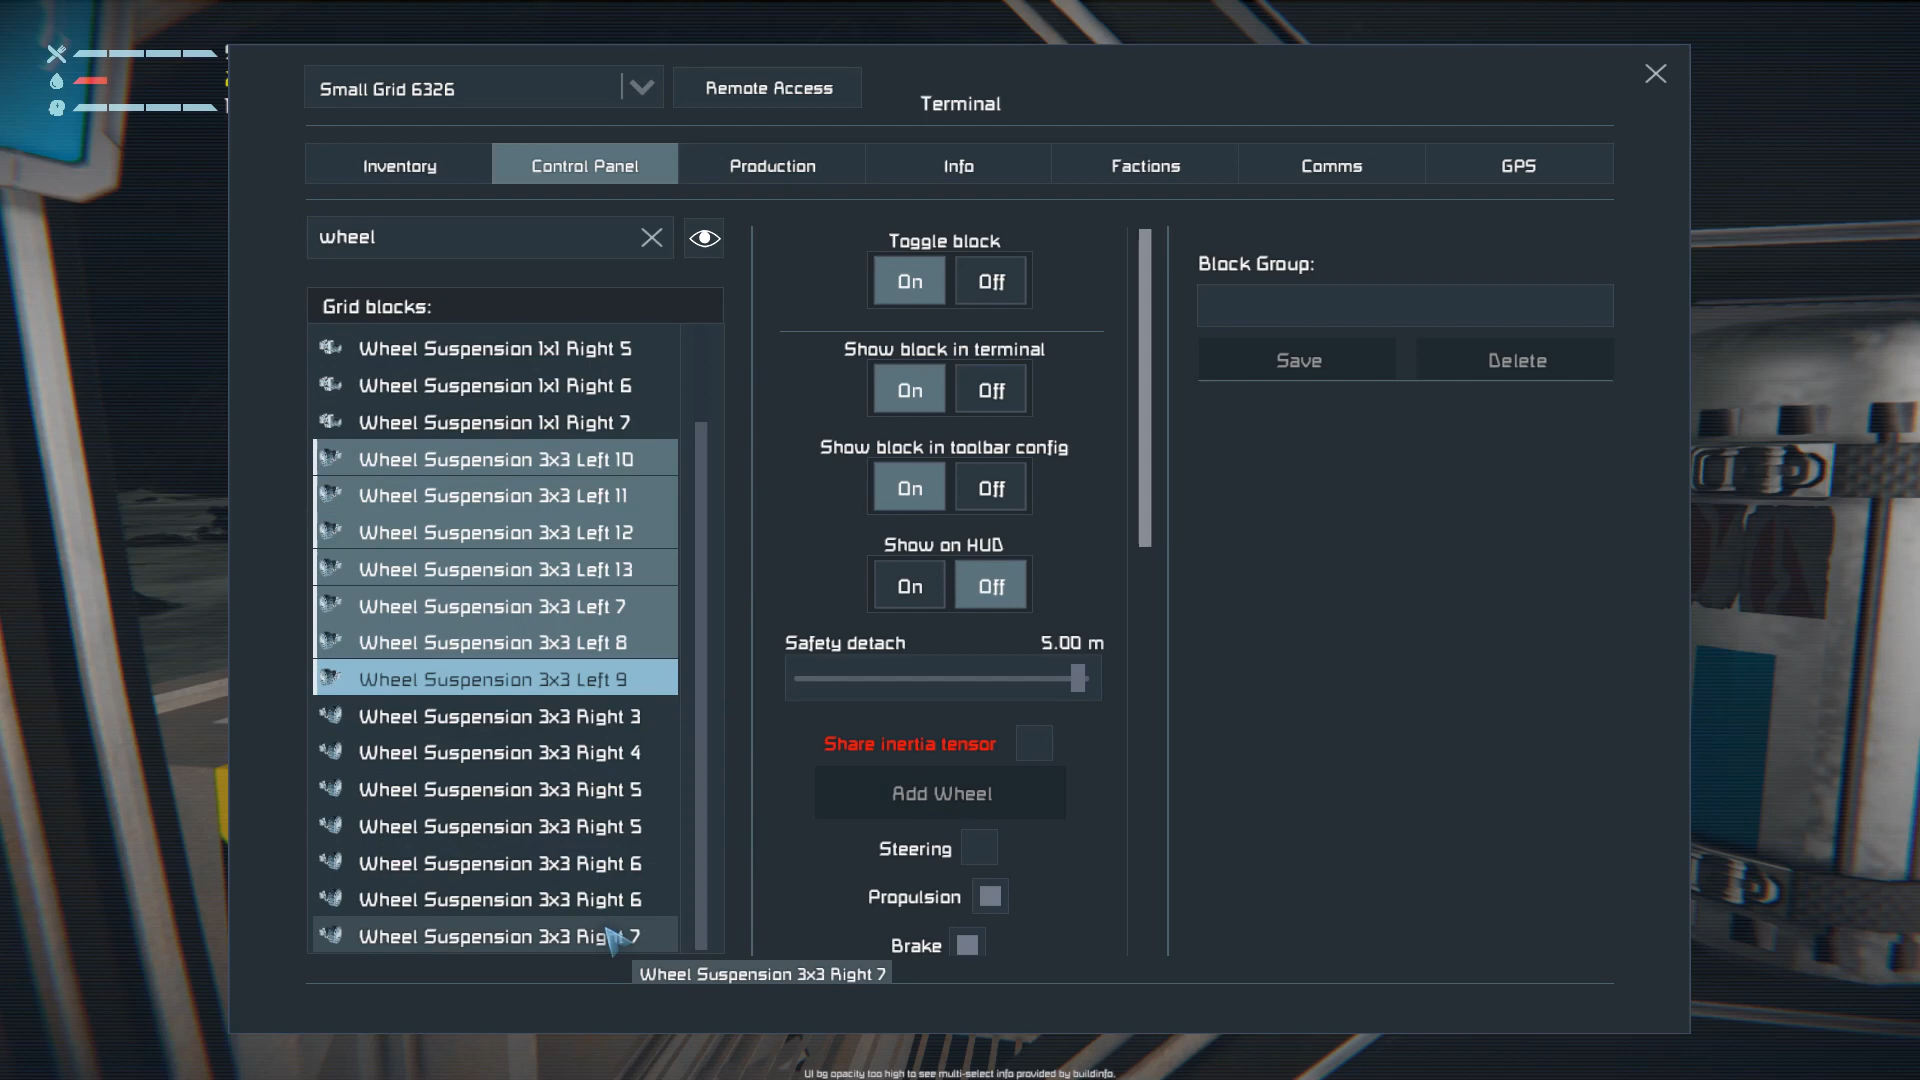 Small Grid 6326
Remote Access
Terminal
Inventory
Control Panel
Production
Info
Factions
Comms
GPS
wheel
Grid blocks:
Wheel Suspension 1x1 Right 5
Wheel Suspension 1x1 Right 6
Wheel Suspension 1x1 Right 7
Wheel Suspension 3x3 Left 10
Wheel Suspension 3x3 Left 11
Wheel Suspension 3x3 Left 12
Wheel Suspension 3x3 Left 13
Wheel Suspension 3x3 Left 7
Wheel Suspension 3x3 Left 8
Wheel Suspension 3x3 Left 9
Wheel Suspension 3x3 Right 3
Wheel Suspension 3x3 Right 4
Wheel Suspension 3x3 Right 5
Wheel Suspension 3x3 Right 5
Wheel Suspension 3x3 Right 6
Wheel Suspension 3x3 Right 6
Wheel Suspension 3x3 Right 7
Wheel Suspension 3x3 Right 7
Toggle block
On Off
Show block in terminal
On Off
Show block in toolbar config
On Off
Show on HUD
On Off
Safety detach 5.00 m
Share inertia tensor
Add Wheel
Steering
Propulsion
Brake
Block Group:
Save
Delete
UI bg opacity too high to see multi-select info provided by buildinfo.